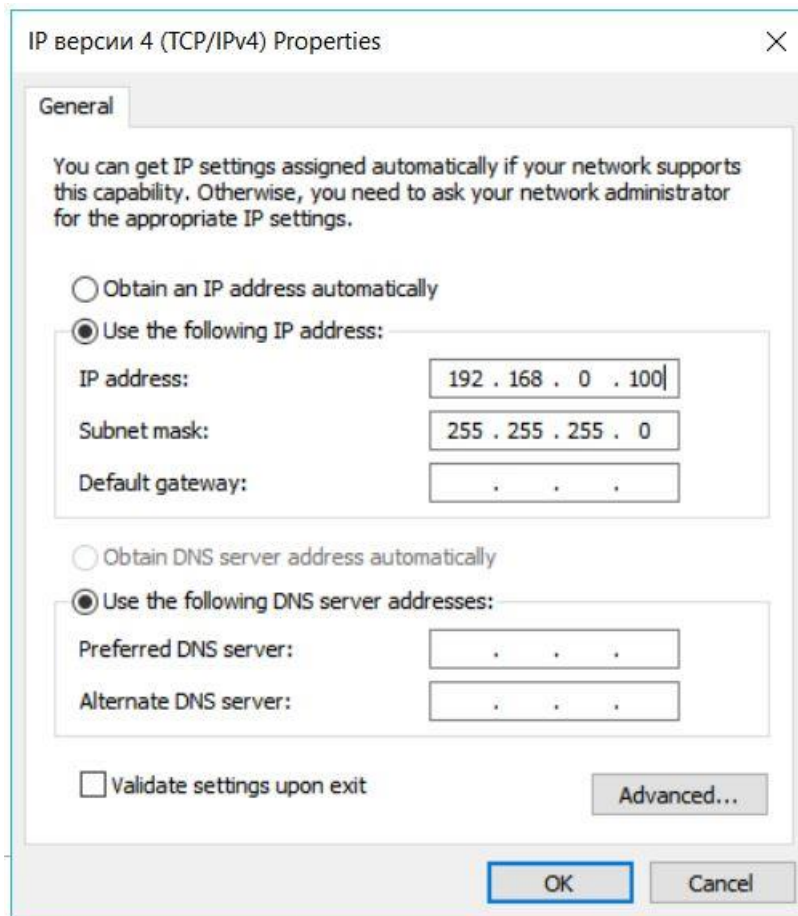 IP версии 4 (TCP/IPv4) Properties
General
You can get IP settings assigned automatically if your network supports
this capability. Otherwise, you need to ask your network administrator
for the appropriate IP settings.
Obtain an IP address automatically
Use the following IP address:
IP address: 192 . 168 . 0 . 100
Subnet mask: 255 . 255 . 255 . 0
Default gateway: . . .
Obtain DNS server address automatically
Use the following DNS server addresses:
Preferred DNS server: . . .
Alternate DNS server: . . .
Validate settings upon exit
Advanced...
OK Cancel